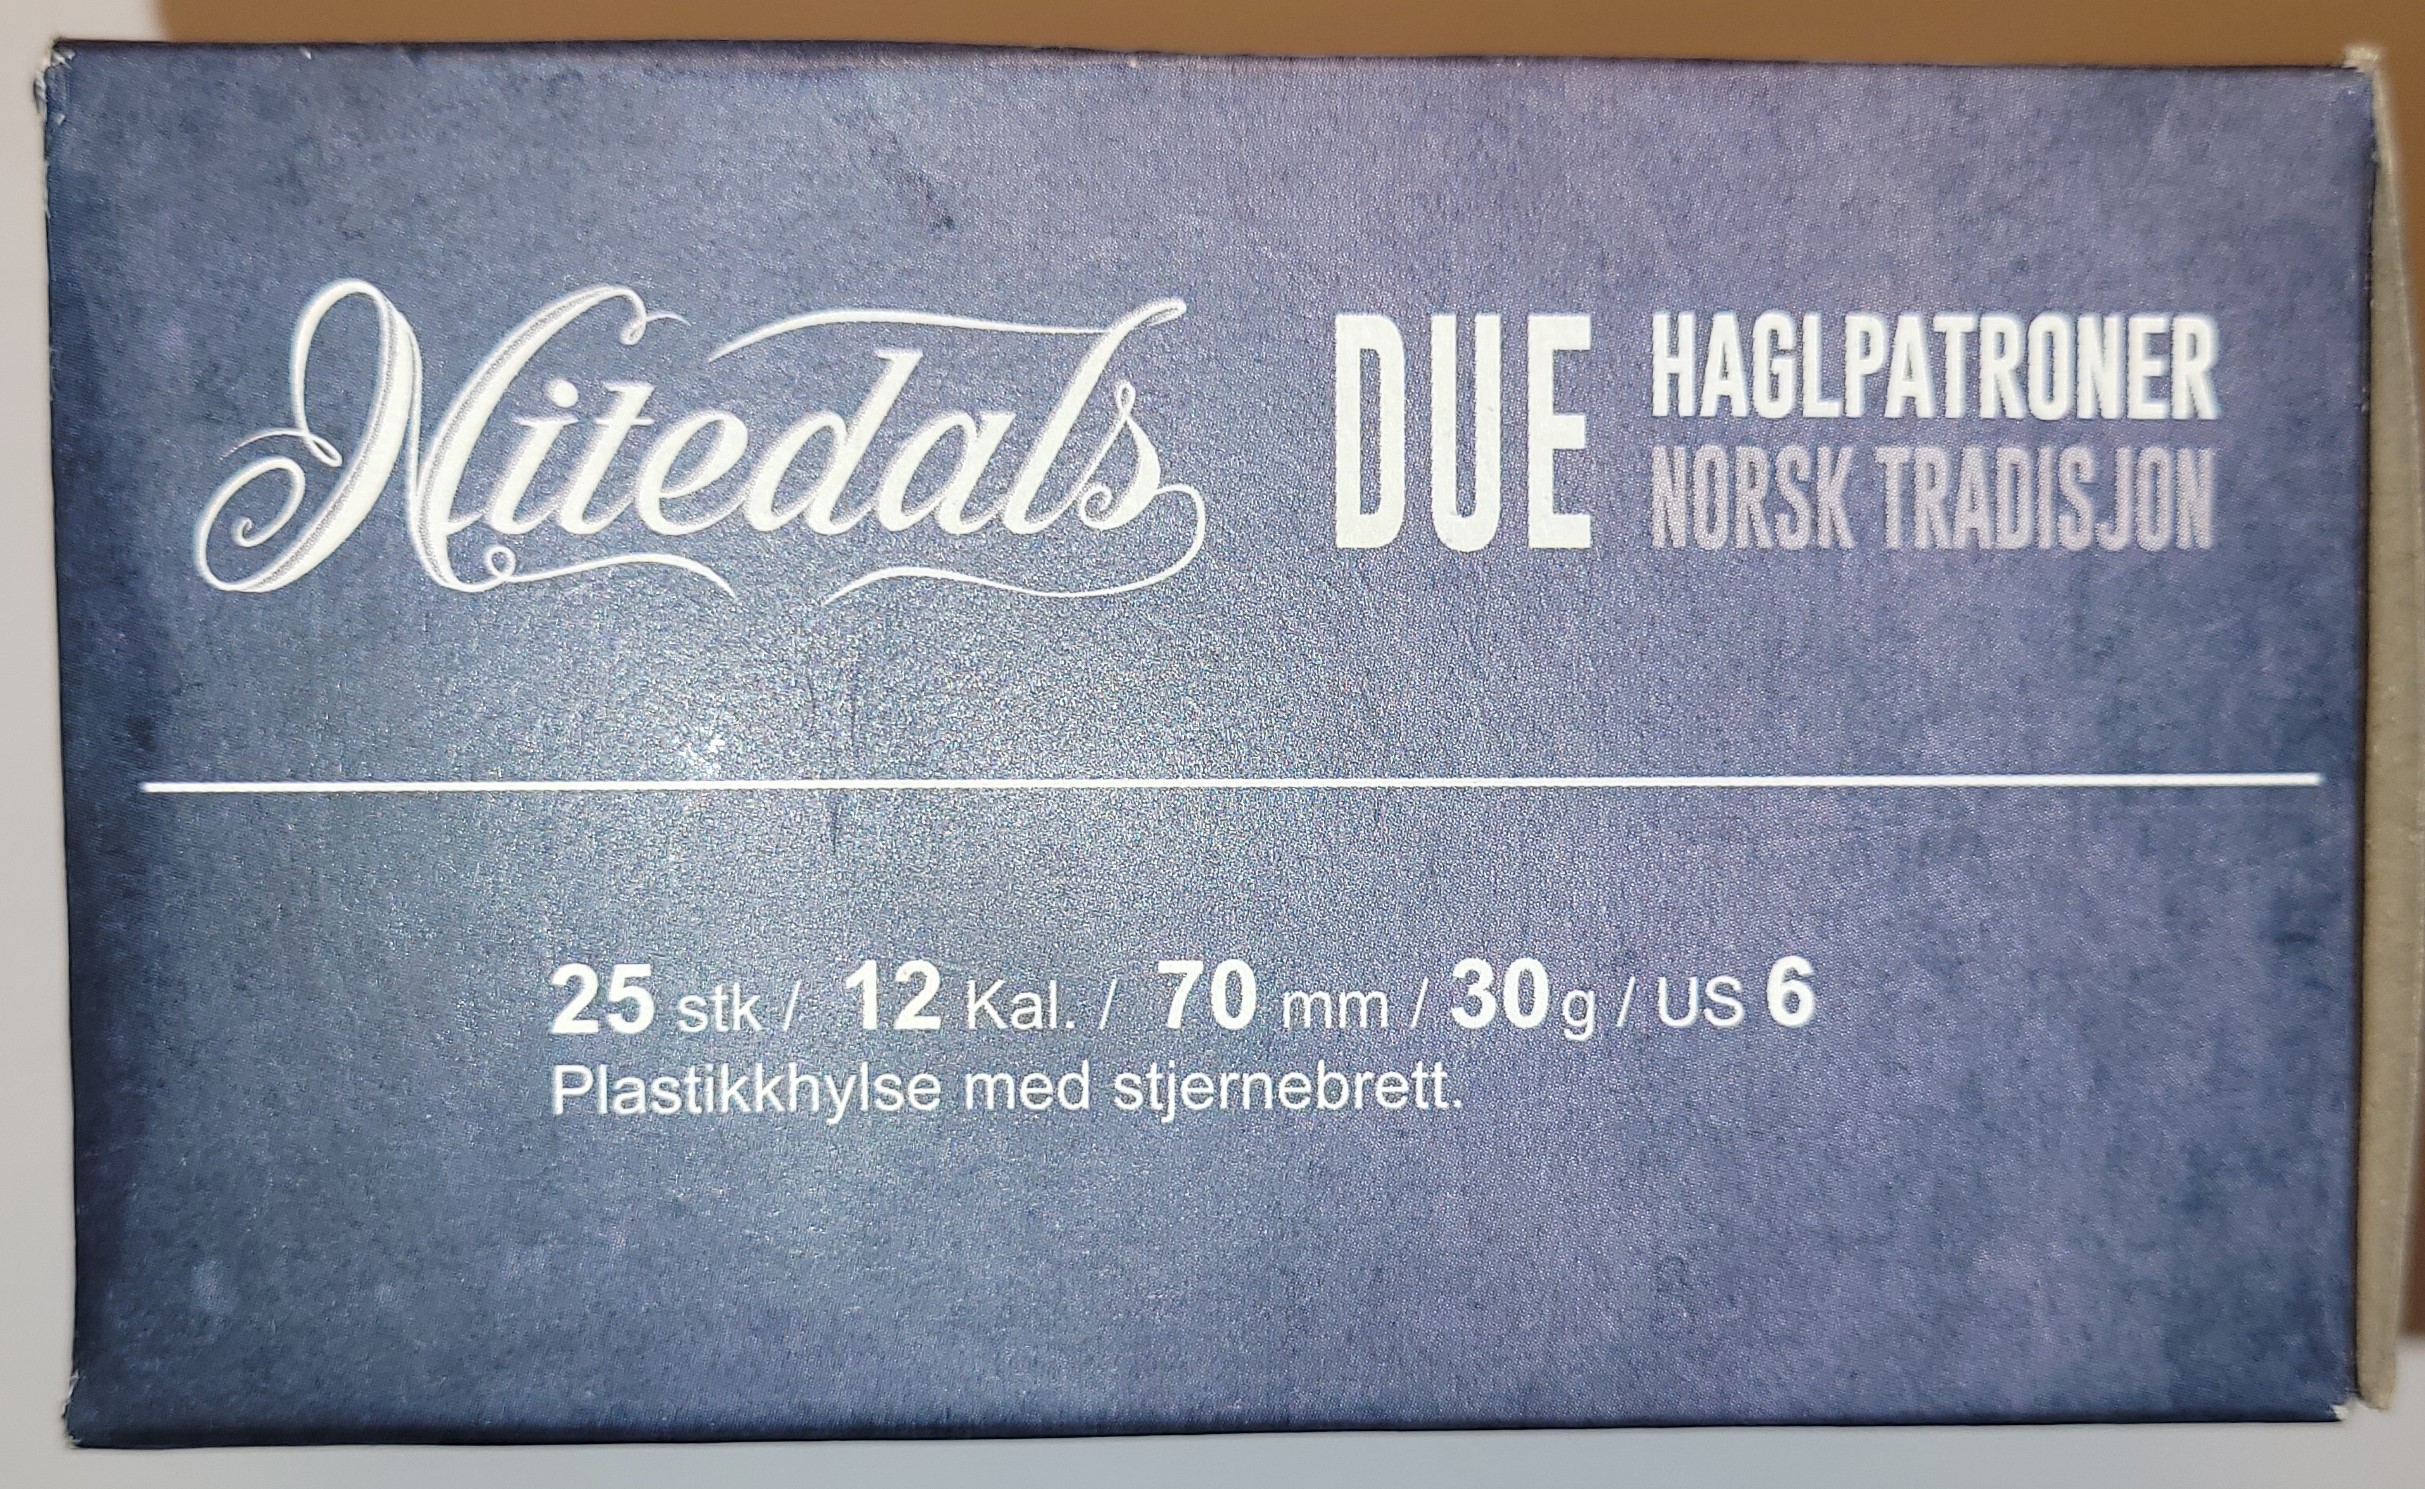 Nitedals DUE HAGLPATRONER
NORSK TRADISJON
25 stk / 12 Kal. / 70 mm / 30 g / US 6
Plastikkhylse med stjernebrett.